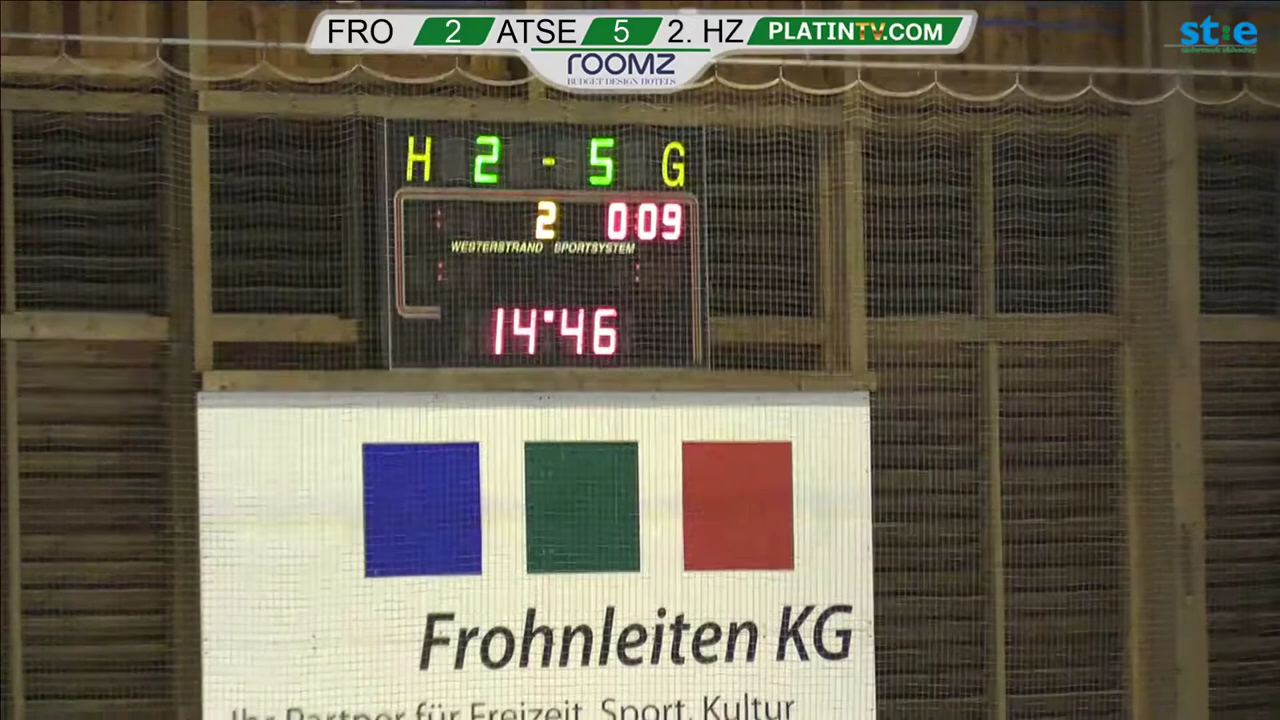 FRO 2 ATSE 5 2. HZ PLATINTV.COM
roomz
BUDGET DESIGN HOTELS
st:e
H 2 - 5 G
2 0:09
WESTERSTRAND SPORTSYSTEM
14:46
Frohnleiten KG
Ihr Partner für Freizeit, Sport, Kultur